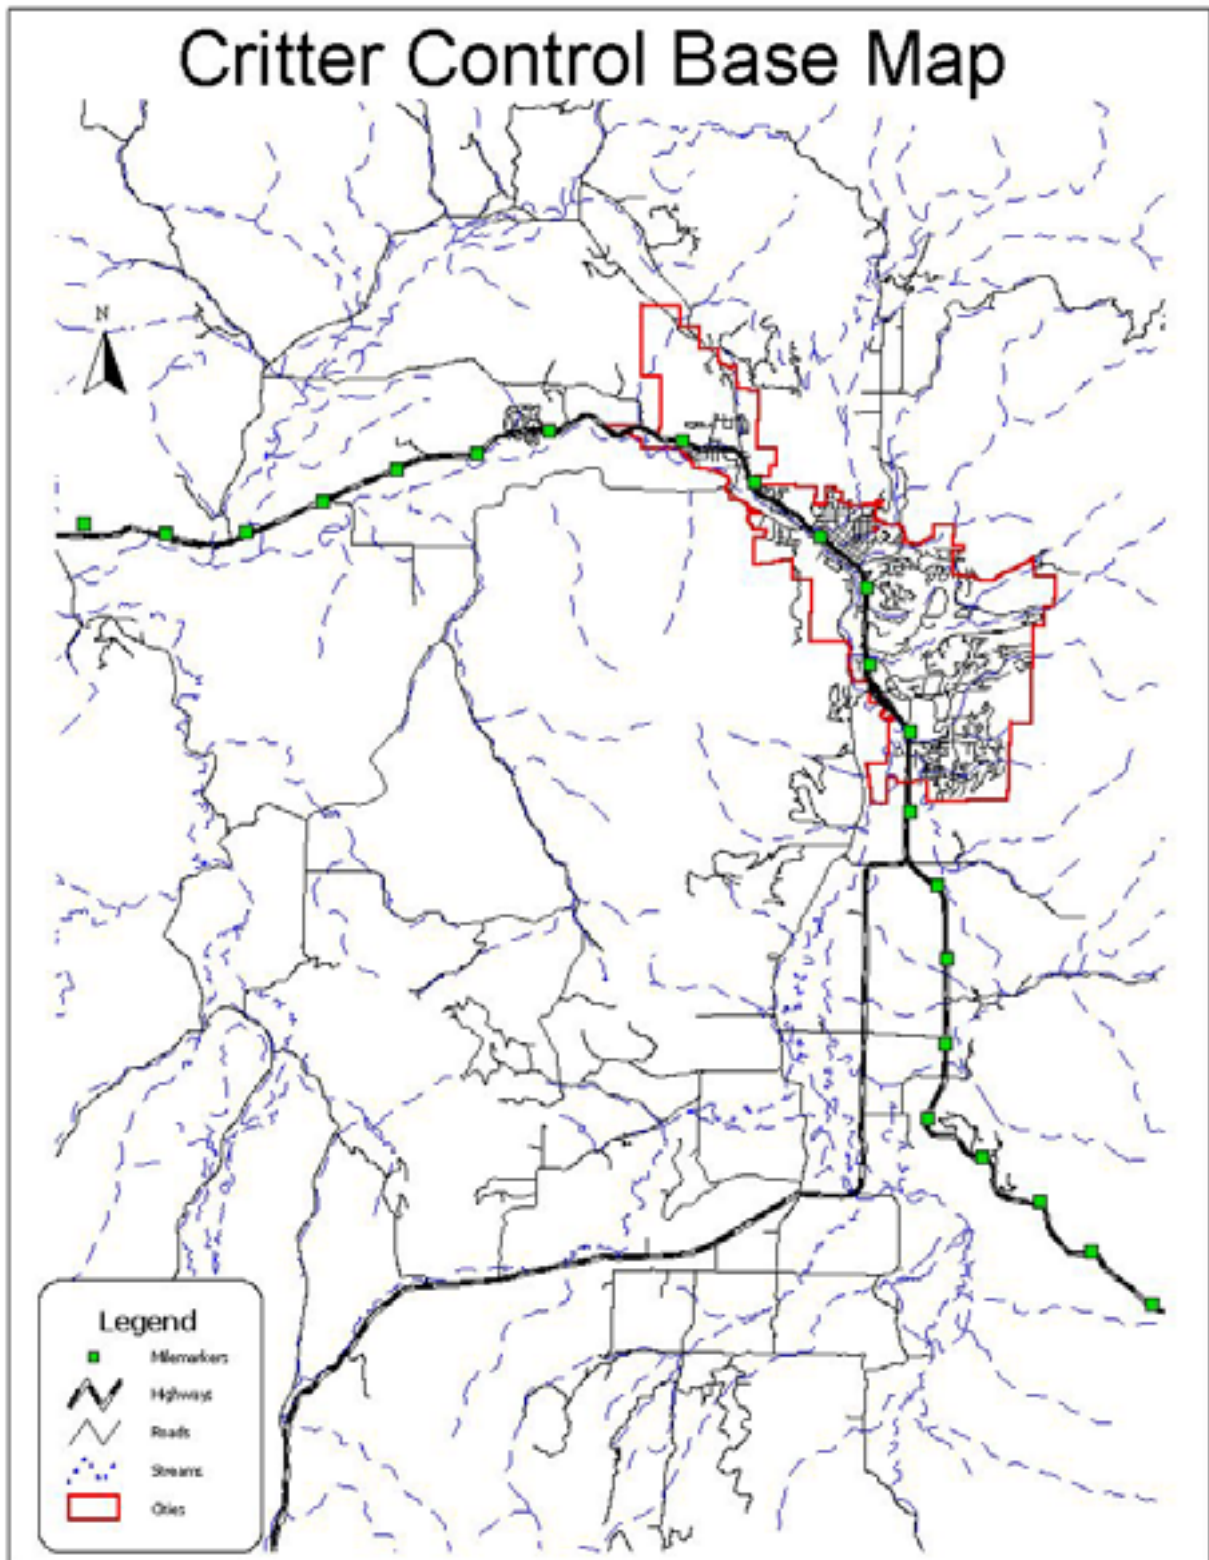 Critter Control Base Map
N
Legend
Milemarkers
Highways
Roads
Streams
Cities